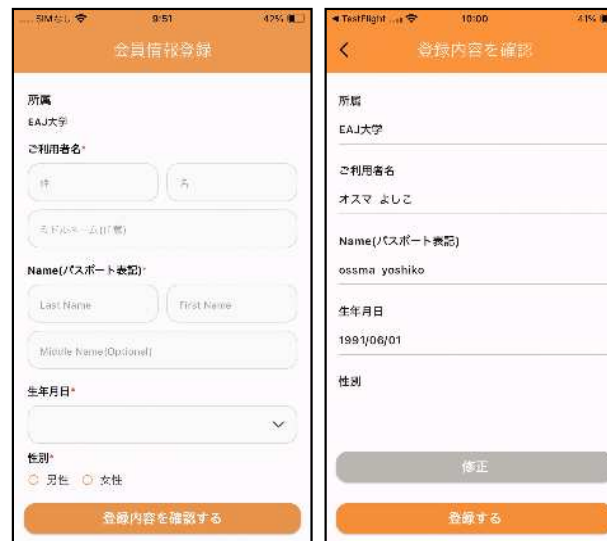 SIMなし 9:51 42%
会員情報登録
所属
EAJ大学
ご利用者名*
姓 名
ミドルネーム(任意)
Name(パスポート表記)*
Last Name First Name
Middle Name(Optional)
生年月日*
性別*
男性 女性
登録内容を確認する
TestFlight 10:00 41%
登録内容を確認
所属
EAJ大学
ご利用者名
オスマ よしこ
Name(パスポート表記)
ossma yoshiko
生年月日
1991/06/01
性別
修正
登録する